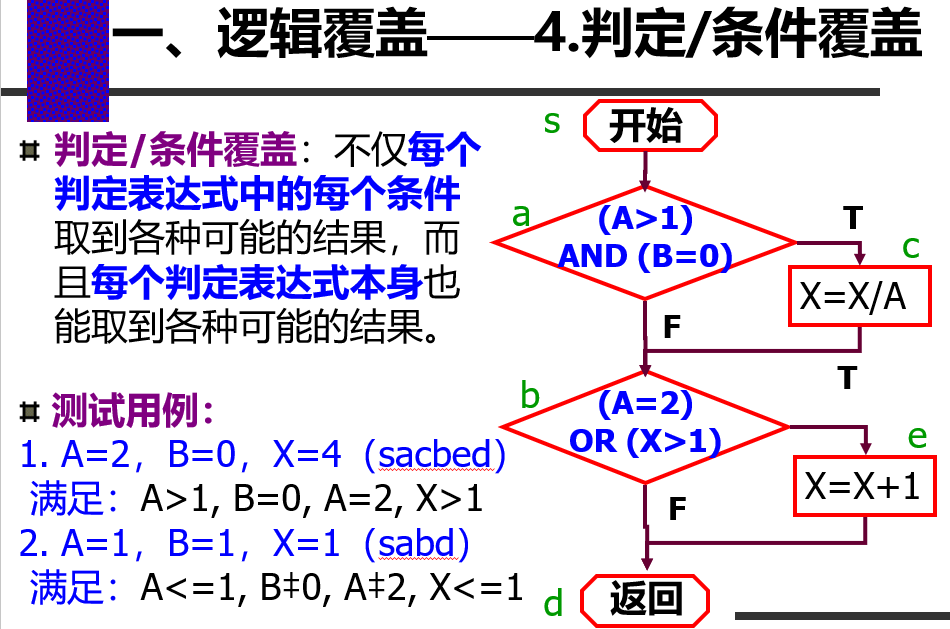 一、逻辑覆盖——4.判定/条件覆盖
判定/条件覆盖：不仅每个
判定表达式中的每个条件
取到各种可能的结果，而
且每个判定表达式本身也
能取到各种可能的结果。
测试用例：
1. A=2，B=0，X=4（sacbed）
满足：A>1, B=0, A=2, X>1
2. A=1，B=1，X=1（sabd）
满足：A<=1, B‡0, A‡2, X<=1
s
开始
a
(A>1)
AND (B=0)
T
c
X=X/A
F
b
(A=2)
OR (X>1)
T
e
X=X+1
F
d
返回